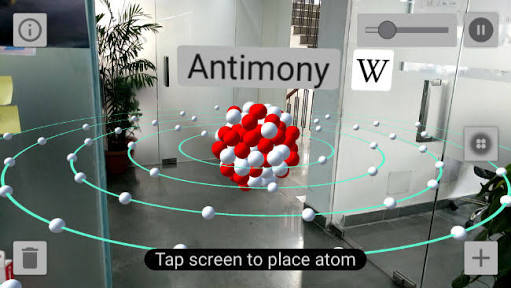 Antimony
W
Tap screen to place atom